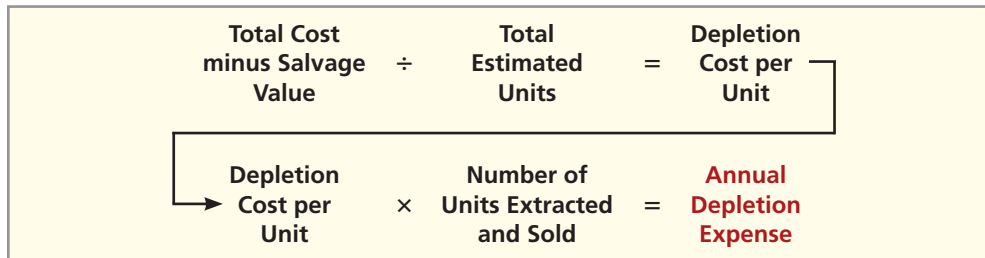 Total Cost Total Depletion
minus Salvage ÷ Estimated = Cost per
Value Units Unit
Depletion Number of Annual
Cost per × Units Extracted = Depletion
Unit and Sold Expense